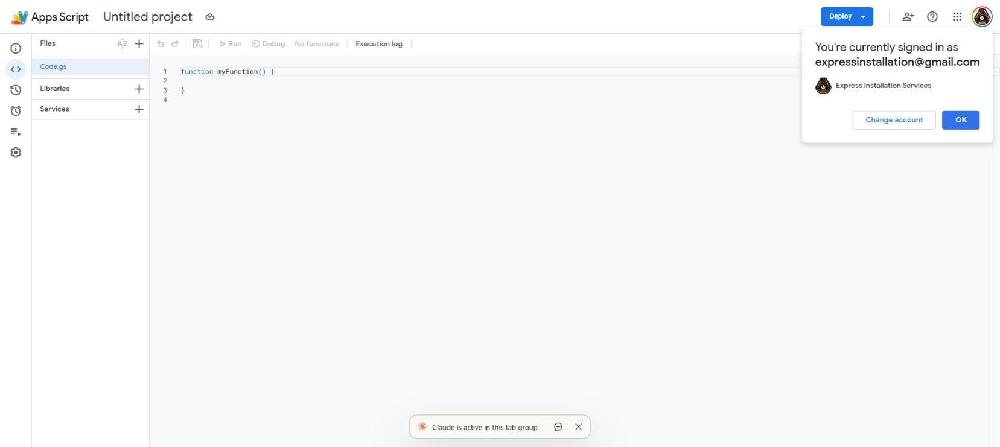 Apps Script Untitled project
Deploy
Files AZ
Run Debug No functions Execution log
Code.gs
Libraries
Services
1 function myFunction() {
2
3 }
4
You're currently signed in as
expressinstallation@gmail.com
Express Installation Services
Change account OK
Claude is active in this tab group